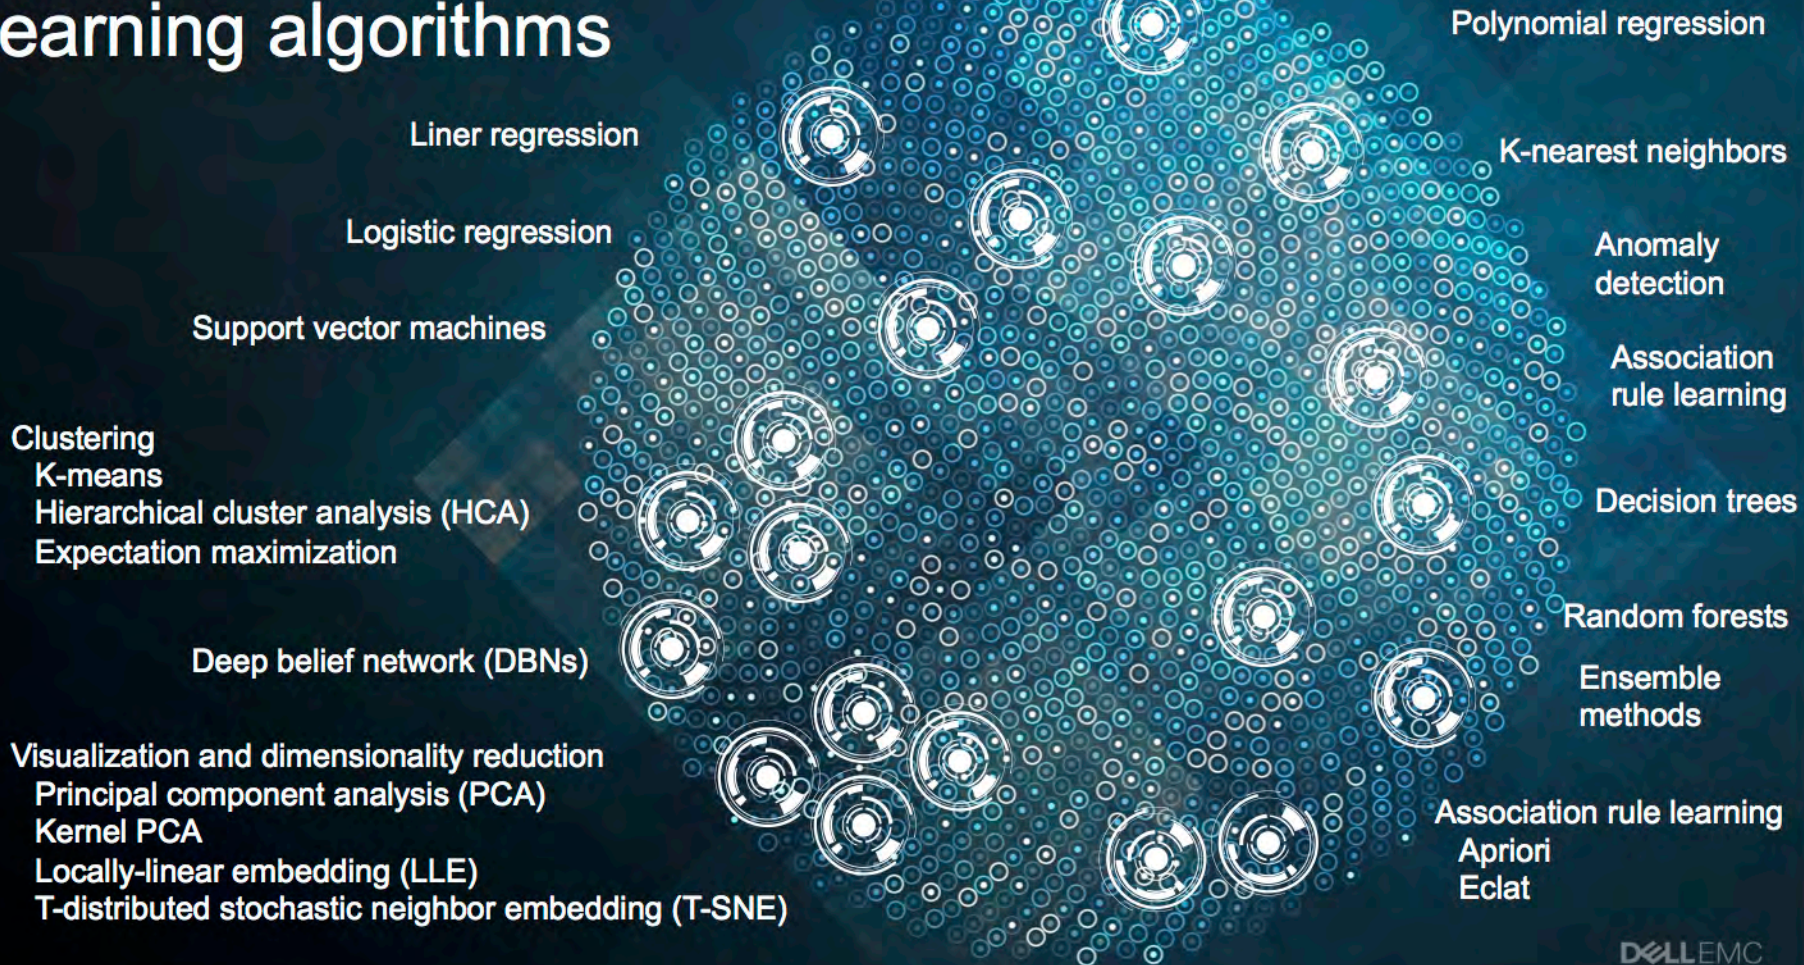 earning algorithms
Liner regression
Logistic regression
Support vector machines
Clustering
K-means
Hierarchical cluster analysis (HCA)
Expectation maximization
Deep belief network (DBNs)
Visualization and dimensionality reduction
Principal component analysis (PCA)
Kernel PCA
Locally-linear embedding (LLE)
T-distributed stochastic neighbor embedding (T-SNE)
Polynomial regression
K-nearest neighbors
Anomaly
detection
Association
rule learning
Decision trees
Random forests
Ensemble
methods
Association rule learning
Apriori
Eclat
DELLEMC